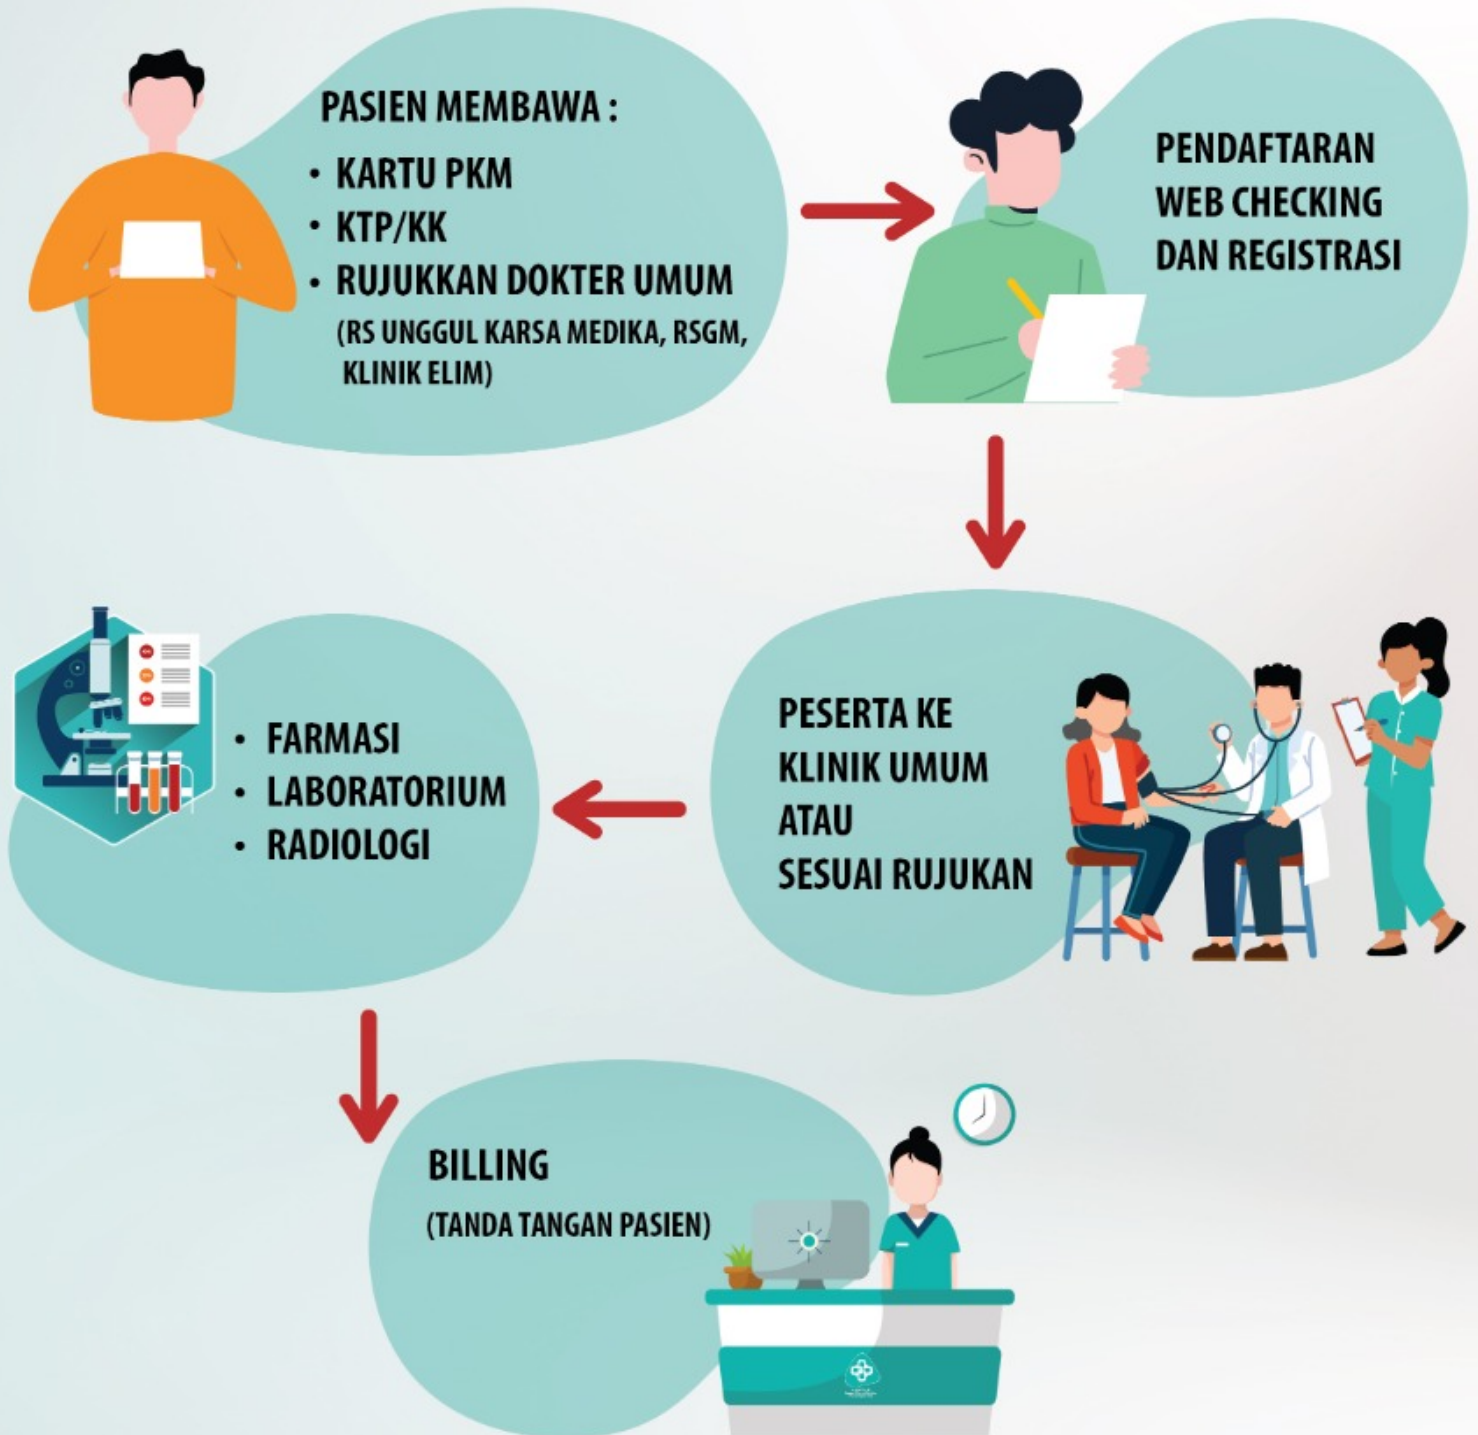 PASIEN MEMBAWA :
• KARTU PKM
• KTP/KK
• RUJUKKAN DOKTER UMUM
(RS UNGGUL KARSA MEDIKA, RSGM,
KLINIK ELIM)
PENDAFTARAN
WEB CHECKING
DAN REGISTRASI
PESERTA KE
KLINIK UMUM
ATAU
SESUAI RUJUKAN
• FARMASI
• LABORATORIUM
• RADIOLOGI
BILLING
(TANDA TANGAN PASIEN)